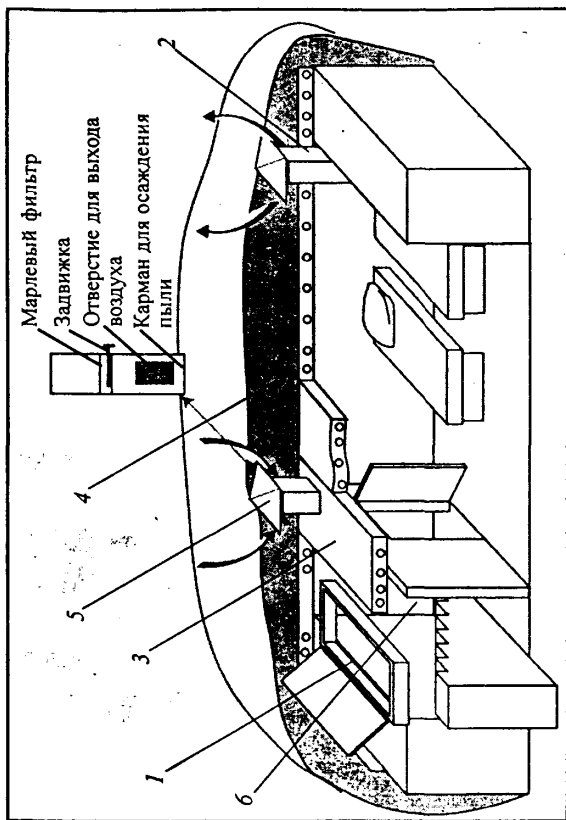 Марлевый фильтр
Задвижка
Отверстие для выхода
воздуха
Карман для осаждения
пыли
1
6
3
5
4
2